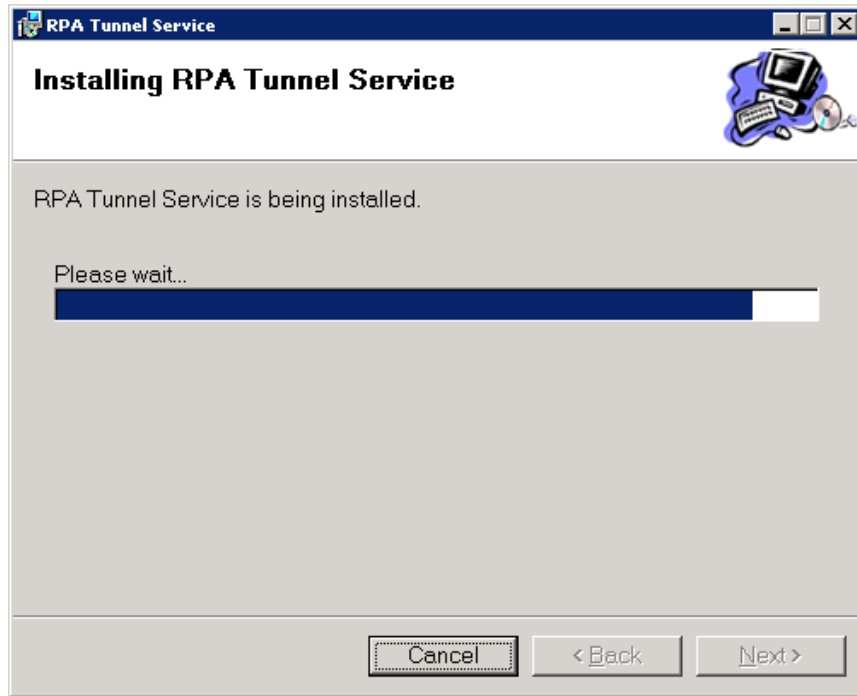 RPA Tunnel Service
Installing RPA Tunnel Service
RPA Tunnel Service is being installed.
Please wait...
Cancel
< Back
Next >